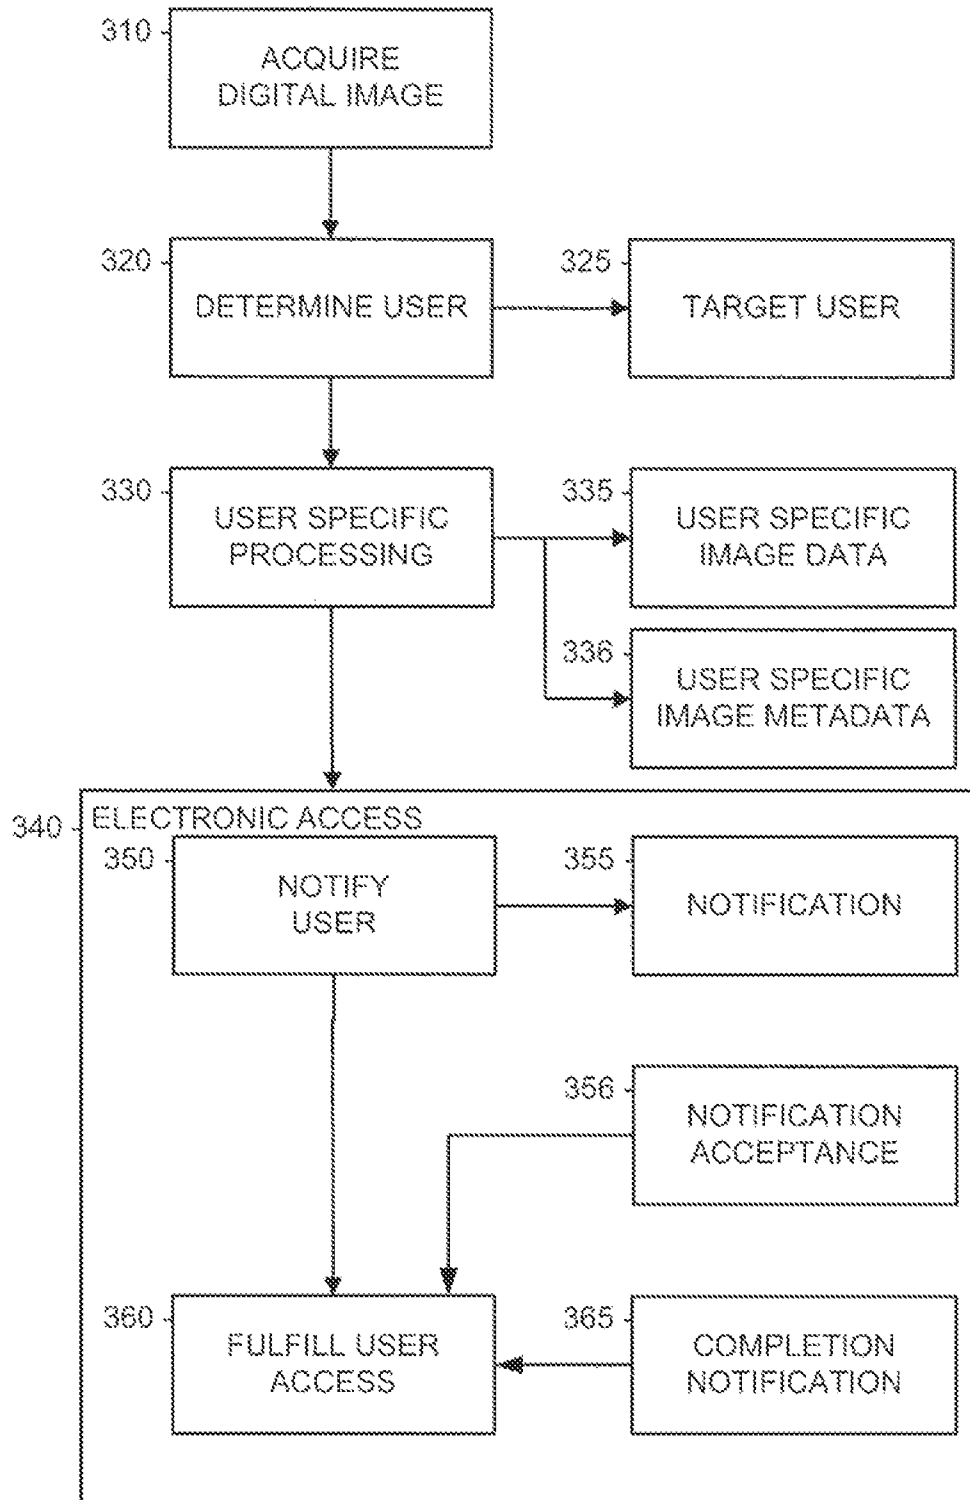 310
ACQUIRE
DIGITAL IMAGE
320
DETERMINE USER
325
TARGET USER
330
USER SPECIFIC
PROCESSING
335
USER SPECIFIC
IMAGE DATA
336
USER SPECIFIC
IMAGE METADATA
340
ELECTRONIC ACCESS
350
NOTIFY
USER
355
NOTIFICATION
356
NOTIFICATION
ACCEPTANCE
360
FULFILL USER
ACCESS
365
COMPLETION
NOTIFICATION